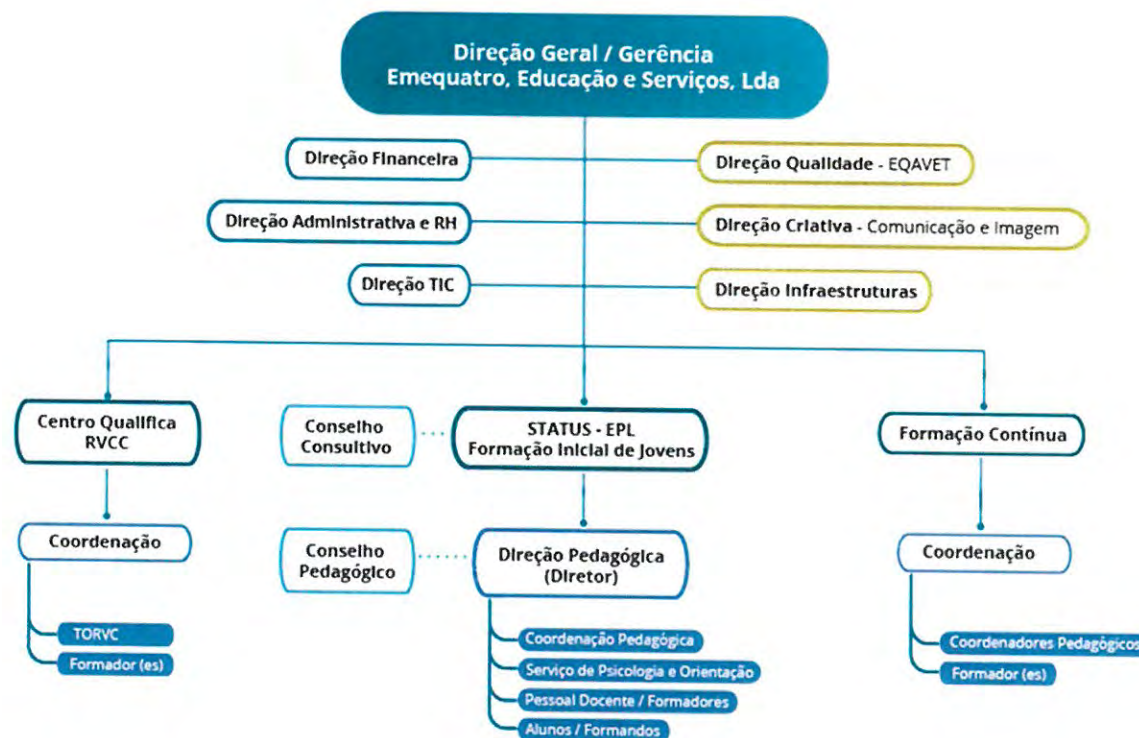 Direção Geral / Gerência
Emequatro, Educação e Serviços, Lda
Direção Financeira
Direção Qualidade - EQAVET
Direção Administrativa e RH
Direção Criativa - Comunicação e Imagem
Direção TIC
Direção Infraestruturas
Centro Qualifica
RVCC
Conselho
Consultivo
STATUS - EPL
Formação Inicial de Jovens
Formação Contínua
Coordenação
Conselho
Pedagógico
Direção Pedagógica
(Diretor)
Coordenação
TORVC
Formador (es)
Coordenação Pedagógica
Serviço de Psicologia e Orientação
Pessoal Docente / Formadores
Alunos / Formandos
Coordenadores Pedagógicos
Formador (es)